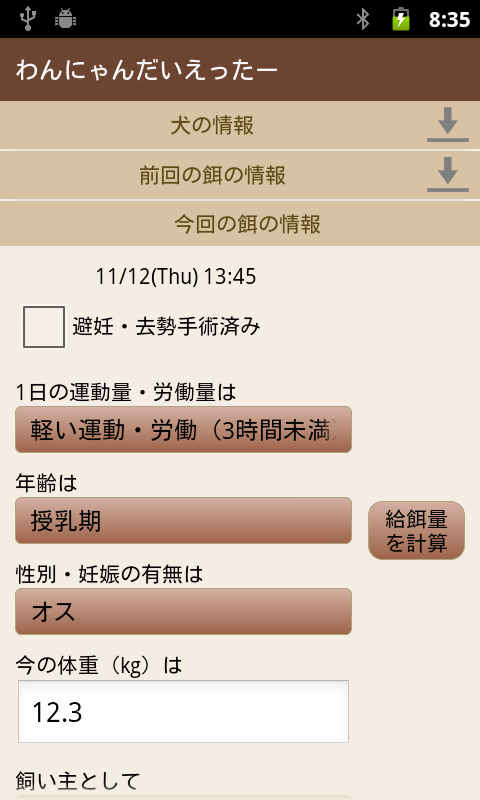 8:35
わんにゃんだいえったー
犬の情報
前回の餌の情報
今回の餌の情報
11/12(Thu) 13:45
避妊・去勢手術済み
1日の運動量・労働量は
軽い運動・労働（3時間未満）
年齢は
授乳期
給餌量
を計算
性別・妊娠の有無は
オス
今の体重（kg）は
12.3
飼い主として